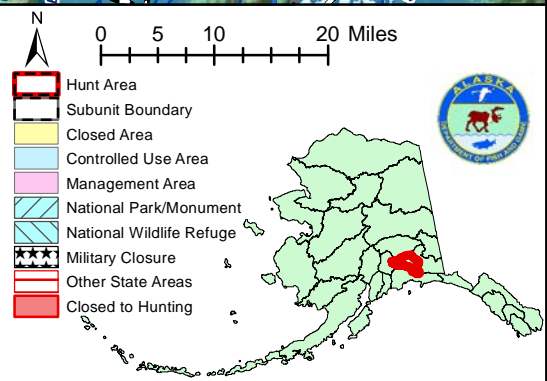 N
0 5 10 20 Miles
Hunt Area
Subunit Boundary
Closed Area
Controlled Use Area
Management Area
National Park/Monument
National Wildlife Refuge
Military Closure
Other State Areas
Closed to Hunting
ALASKA
DEPARTMENT OF FISH AND GAME